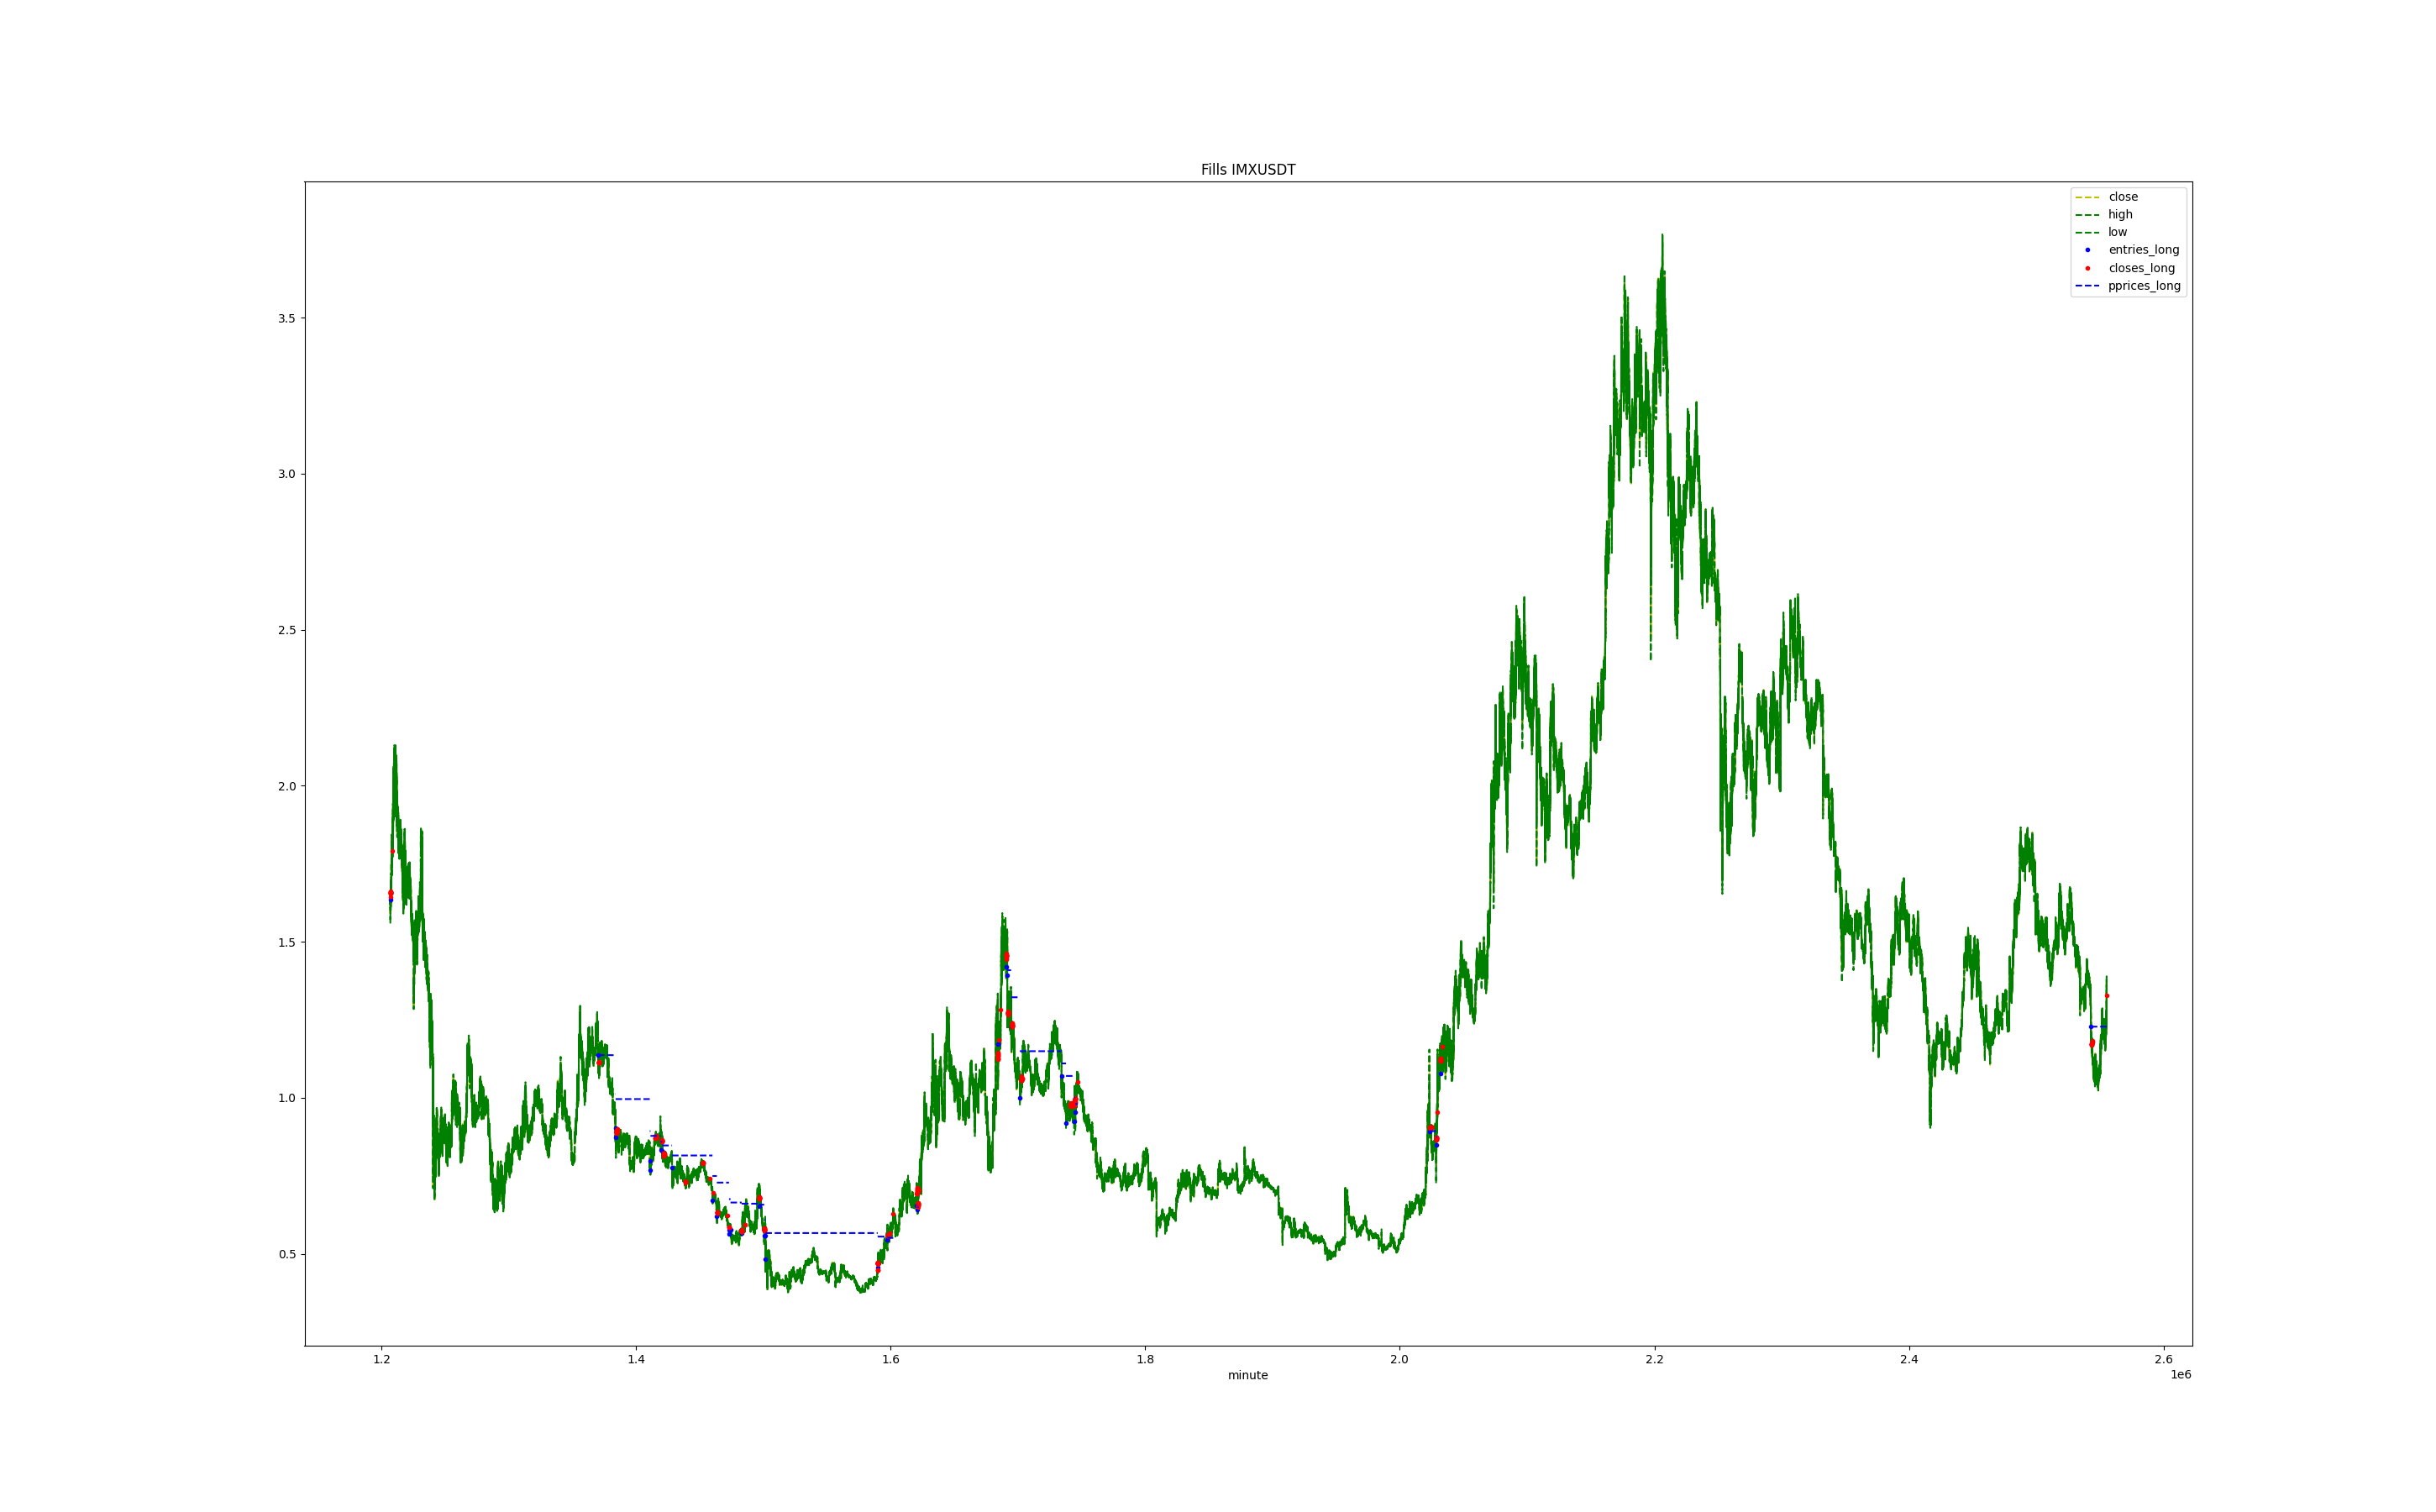 Fills IMXUSDT
close
high
low
entries_long
closes_long
pprices_long
3.5
3.0
2.5
2.0
1.5
1.0
0.5
1.2 1.4 1.6 1.8 2.0 2.2 2.4 2.6
minute
1e6